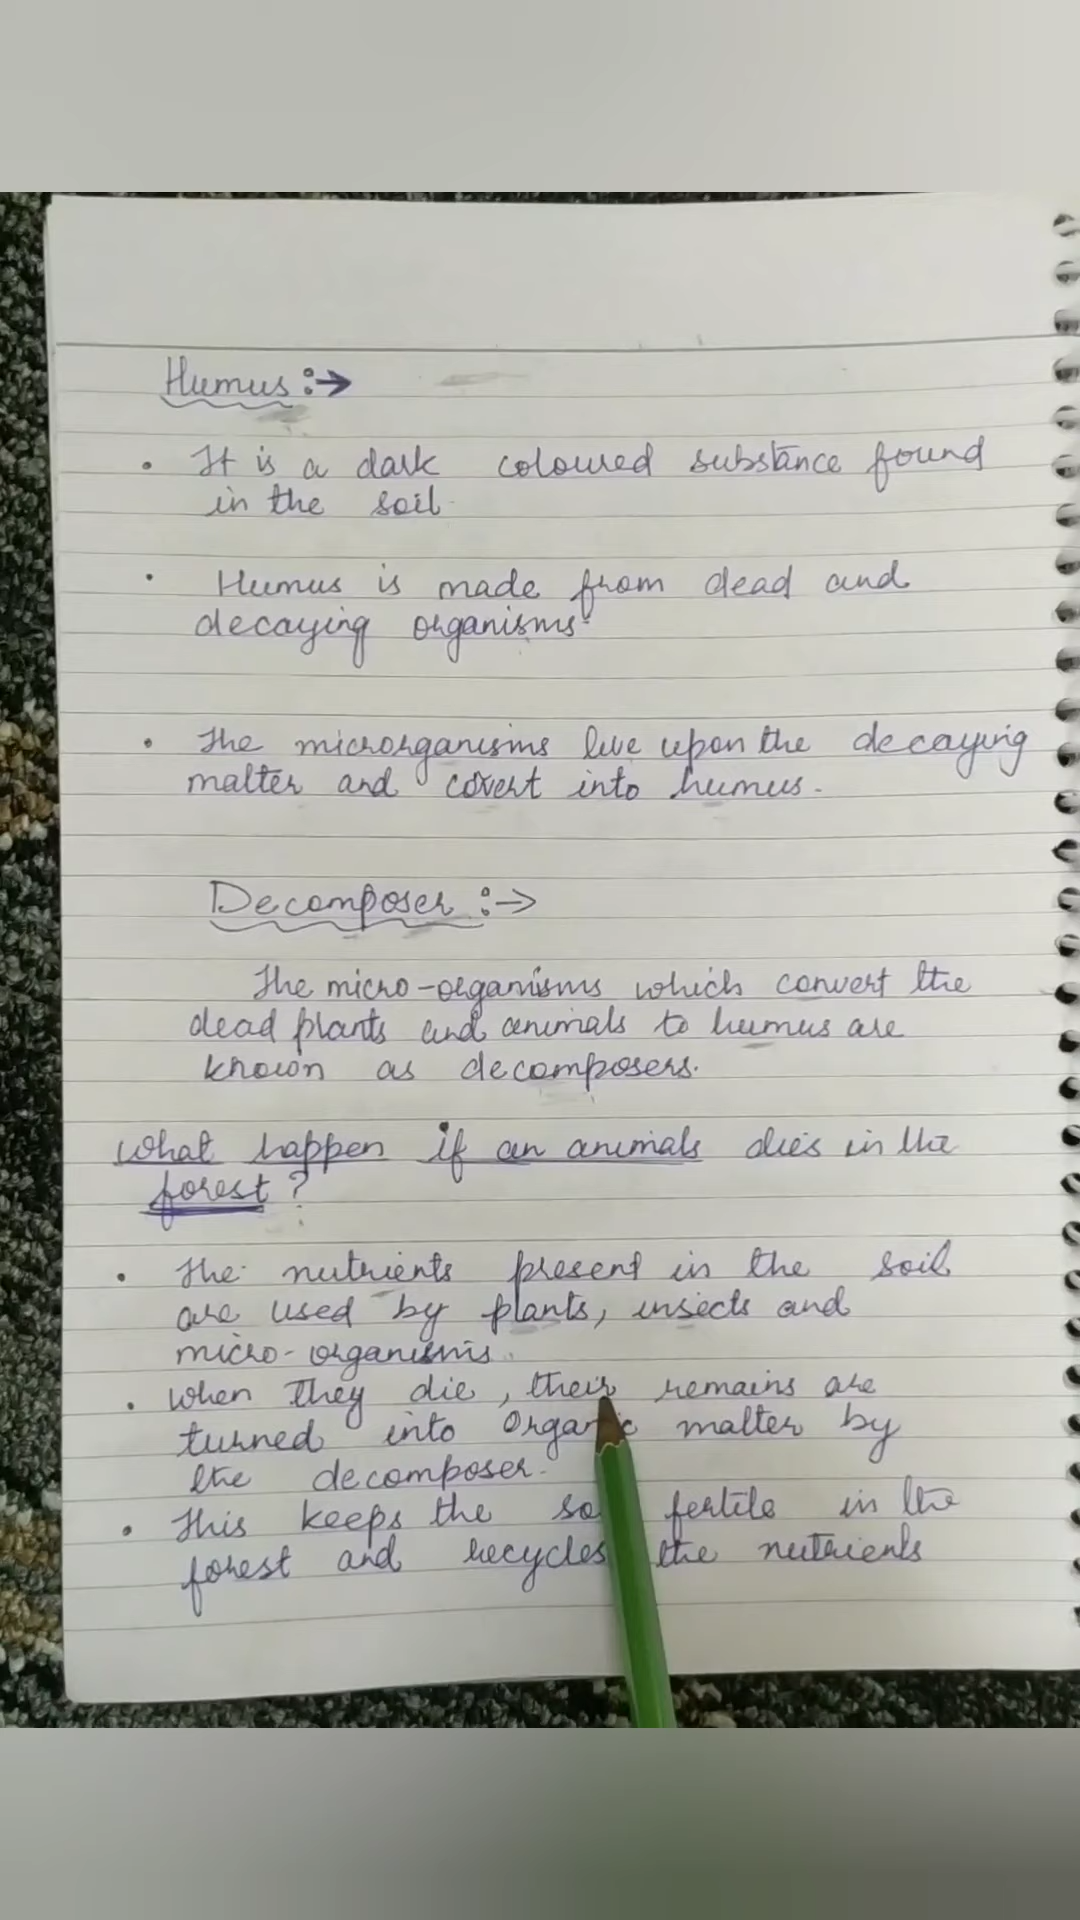 Humus :→
• It is a dark coloured substance found
in the soil.
• Humus is made from dead and
decaying organisms.
• The microrganisms live upon the decaying
matter and covert into humus.
Decomposer :→
The micro-organisms which convert the
dead plants and animals to humus are
known as decomposers.
What happen if an animals dies in the
forest?
• The nutrients present in the soil
are used by plants, insects and
micro-organisms.
• When they die, their remains are
turned into organic matter by
the decomposer.
• This keeps the fertile in the
forest and recycles the nutrients